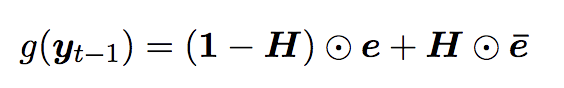 g(y_{t−1}) = (1 − H) ⊙ e + H ⊙ ē